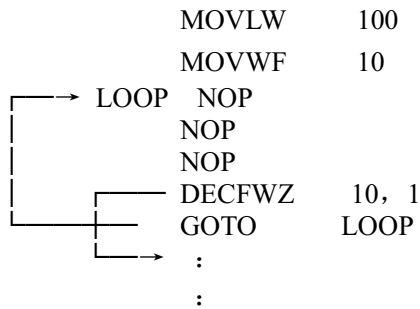 MOVLW 100
MOVWF 10
LOOP NOP
NOP
NOP
DECFWZ 10，1
GOTO LOOP
：
：